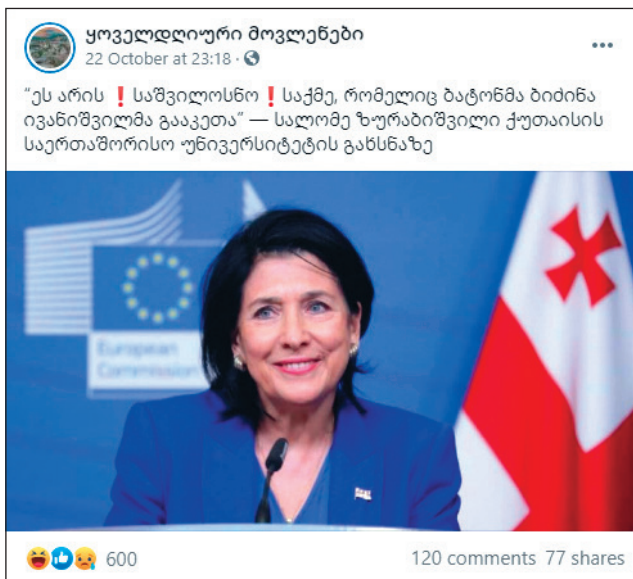 ყოველდღიური მოვლენები
22 October at 23:18 ·
“ეს არის ❗საშვილოსნო❗საქმე, რომელიც ბატონმა ბიძინა
ივანიშვილმა გააკეთა” — სალომე ზურაბიშვილი ქუთაისის
საერთაშორისო უნივერსიტეტის გახსნაზე
European
Commission
600
120 comments 77 shares